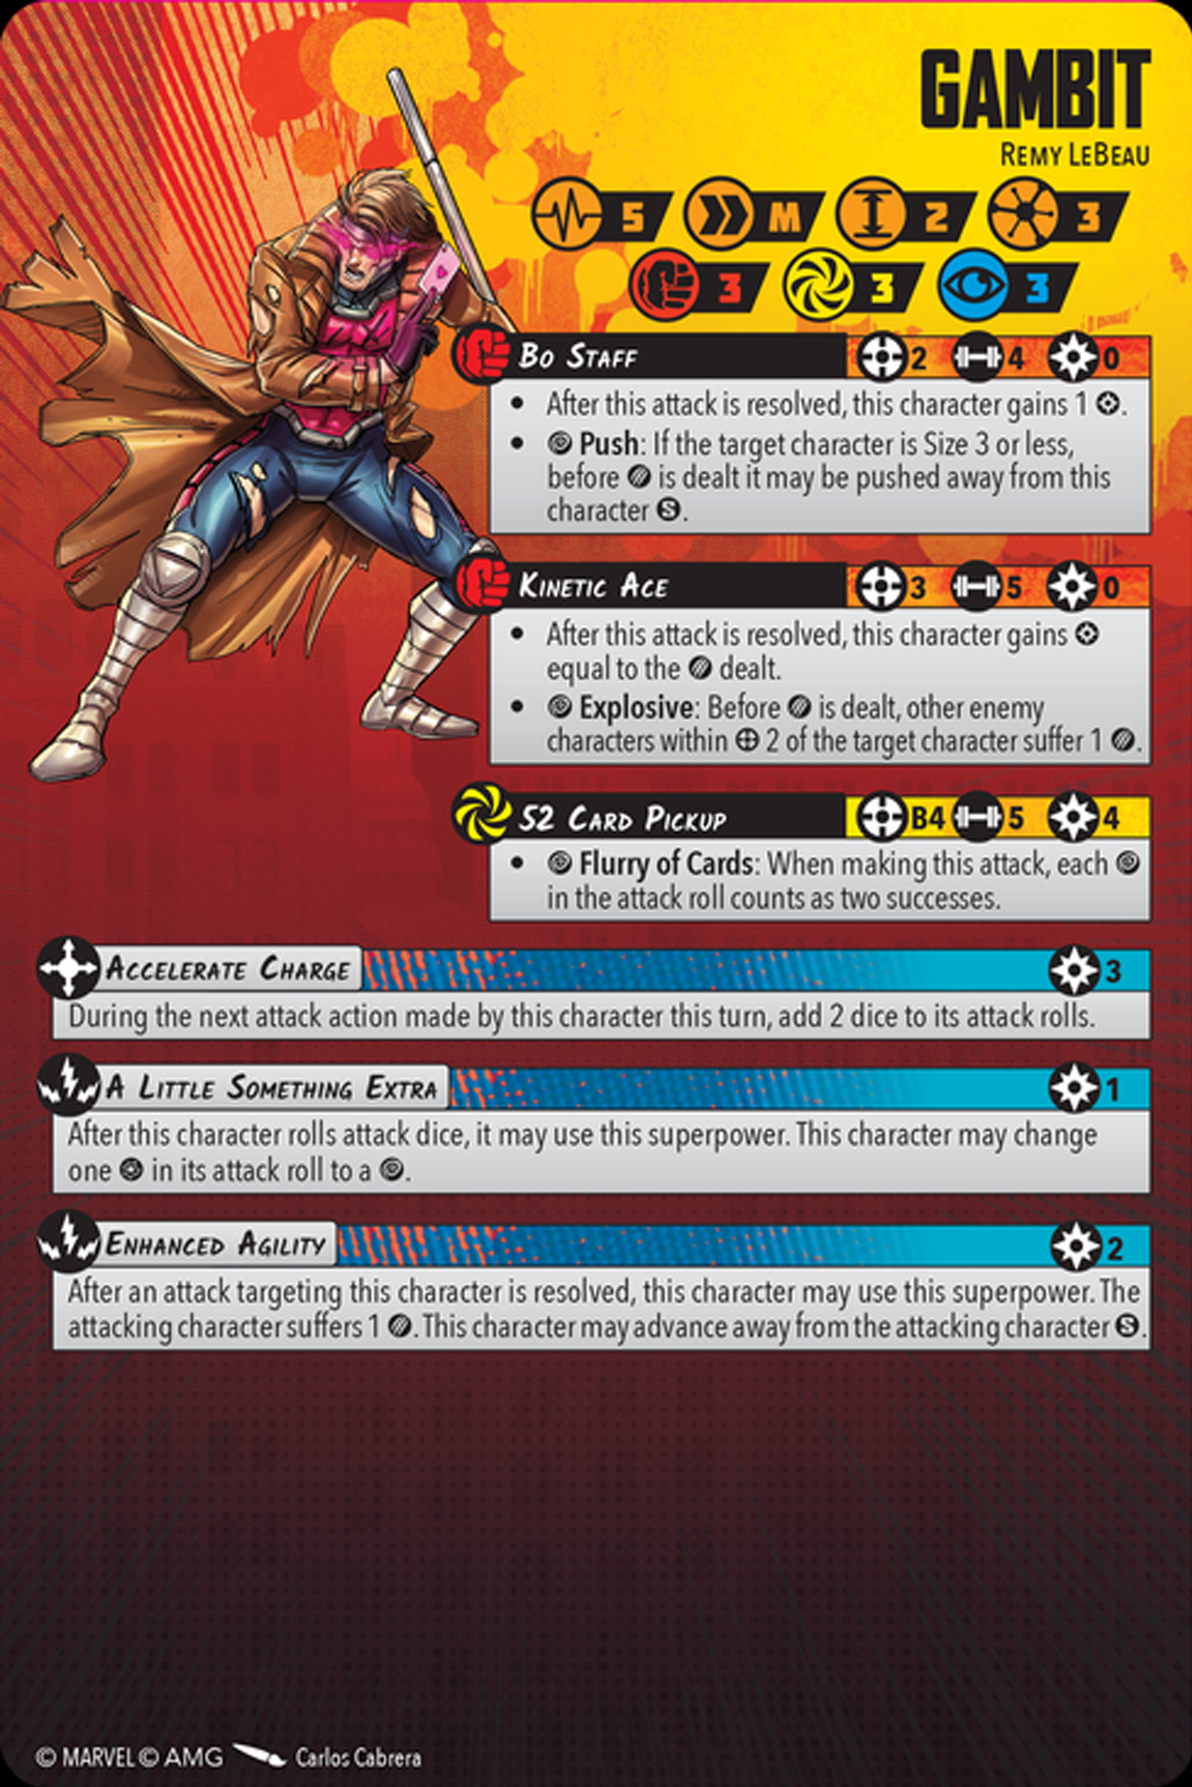 GAMBIT
REMY LEBEAU
5 M 2 3
3 3 3
BO STAFF 2 4 0
• After this attack is resolved, this character gains 1 .
• Push: If the target character is Size 3 or less,
before is dealt it may be pushed away from this
character S.
KINETIC ACE 3 5 0
• After this attack is resolved, this character gains
equal to the dealt.
• Explosive: Before is dealt, other enemy
characters within 2 of the target character suffer 1 .
52 CARD PICKUP B4 5 4
• Flurry of Cards: When making this attack, each
in the attack roll counts as two successes.
ACCELERATE CHARGE 3
During the next attack action made by this character this turn, add 2 dice to its attack rolls.
A LITTLE SOMETHING EXTRA 1
After this character rolls attack dice, it may use this superpower. This character may change
one in its attack roll to a .
ENHANCED AGILITY 2
After an attack targeting this character is resolved, this character may use this superpower. The
attacking character suffers 1 . This character may advance away from the attacking character S.
© MARVEL © AMG Carlos Cabrera